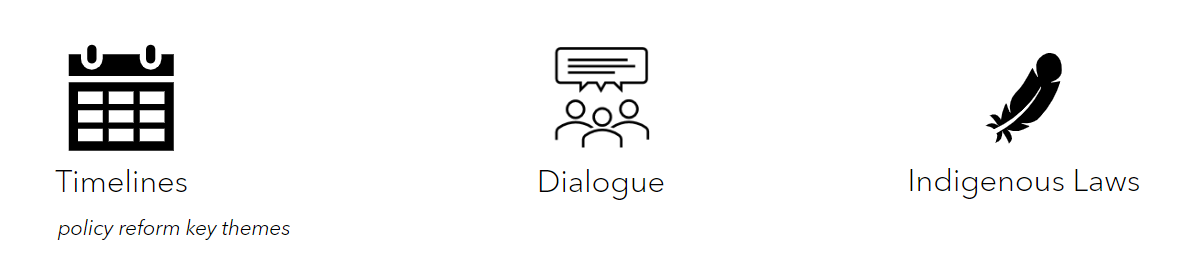 Timelines
Dialogue
Indigenous Laws
policy reform key themes